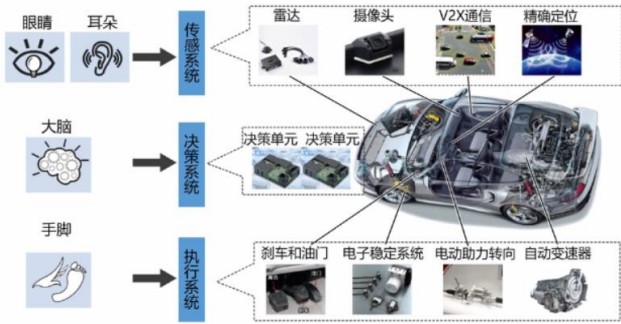 眼睛
耳朵
传感系统
雷达
摄像头
V2X通信
精确定位
大脑
决策系统
决策单元
决策单元
手脚
执行系统
刹车和油门
电子稳定系统
电动助力转向
自动变速器